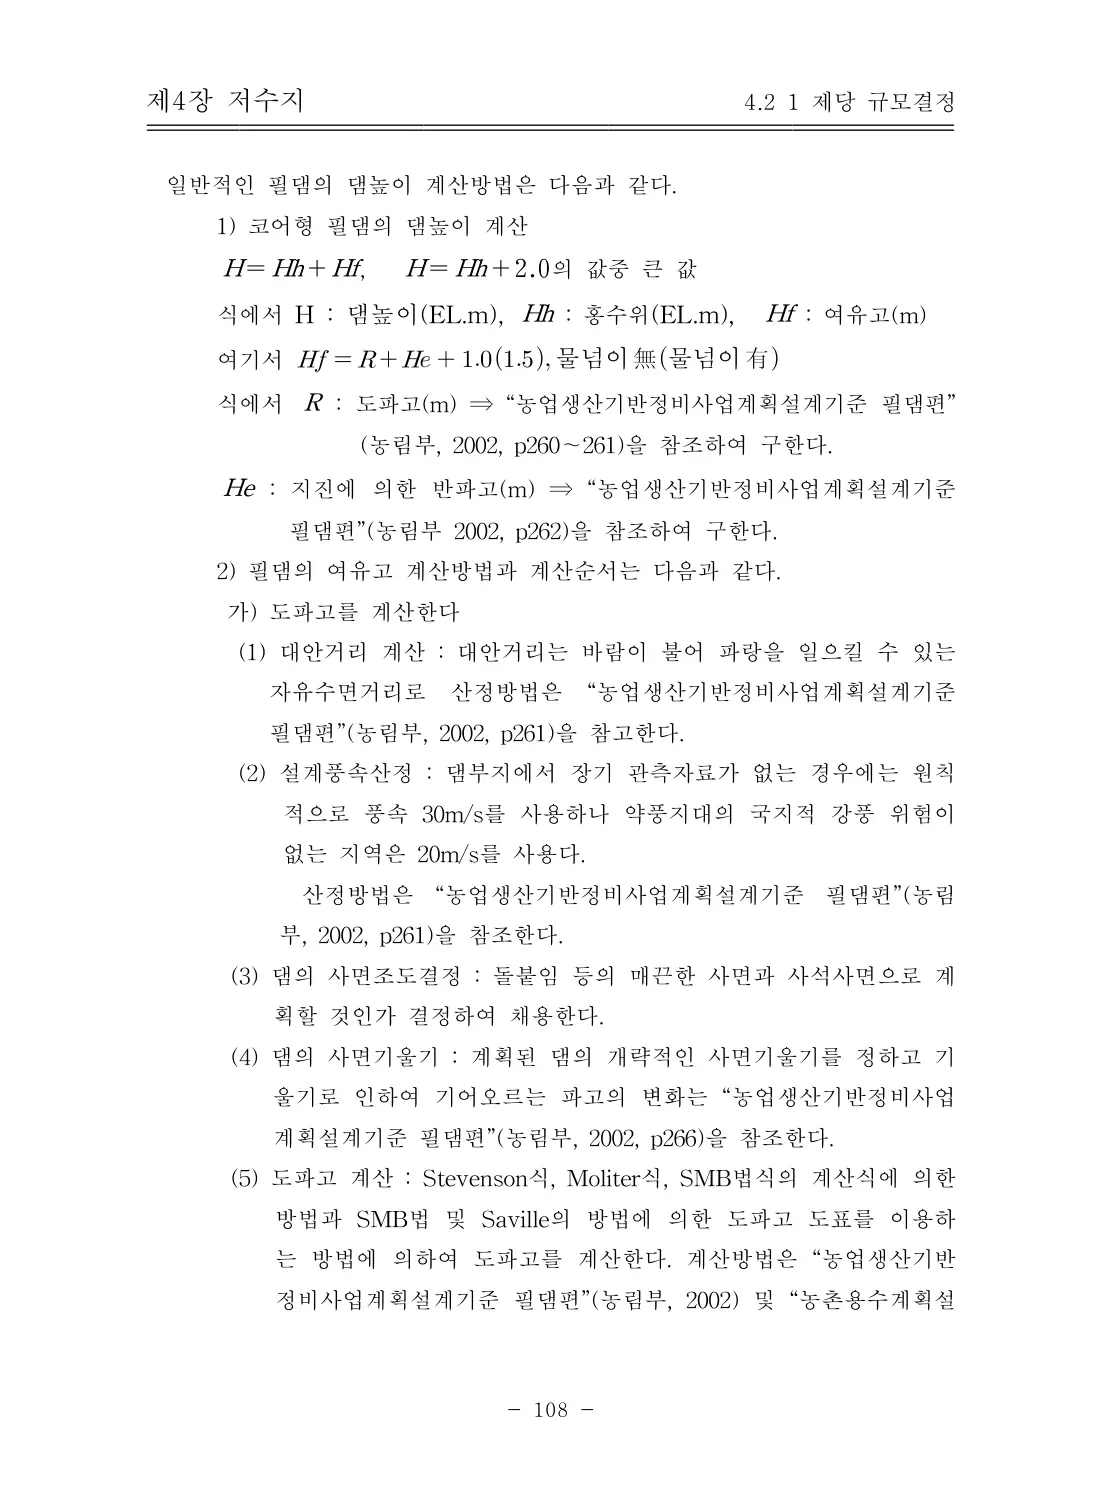 제4장 저수지
4.2 1 제당 규모결정
일반적인 필댐의 댐높이 계산방법은 다음과 같다.
1) 코어형 필댐의 댐높이 계산
H= Hh+Hf, H= Hh+2.0의 값중 큰 값
식에서 H : 댐높이(EL.m), Hh : 홍수위(EL.m), Hf : 여유고(m)
여기서 Hf = R+He + 1.0(1.5), 물넘이 無(물넘이 有)
식에서 R : 도파고(m) ⇒ “농업생산기반정비사업계획설계기준 필댐편”
(농림부, 2002, p260～261)을 참조하여 구한다.
He : 지진에 의한 반파고(m) ⇒ “농업생산기반정비사업계획설계기준
필댐편”(농림부 2002, p262)을 참조하여 구한다.
2) 필댐의 여유고 계산방법과 계산순서는 다음과 같다.
가) 도파고를 계산한다
(1) 대안거리 계산 : 대안거리는 바람이 불어 파랑을 일으킬 수 있는
자유수면거리로 산정방법은 “농업생산기반정비사업계획설계기준
필댐편”(농림부, 2002, p261)을 참고한다.
(2) 설계풍속산정 : 댐부지에서 장기 관측자료가 없는 경우에는 원칙
적으로 풍속 30m/s를 사용하나 약풍지대의 국지적 강풍 위험이
없는 지역은 20m/s를 사용다.
산정방법은 “농업생산기반정비사업계획설계기준 필댐편”(농림
부, 2002, p261)을 참조한다.
(3) 댐의 사면조도결정 : 돌붙임 등의 매끈한 사면과 사석사면으로 계
획할 것인가 결정하여 채용한다.
(4) 댐의 사면기울기 : 계획된 댐의 개략적인 사면기울기를 정하고 기
울기로 인하여 기어오르는 파고의 변화는 “농업생산기반정비사업
계획설계기준 필댐편”(농림부, 2002, p266)을 참조한다.
(5) 도파고 계산 : Stevenson식, Moliter식, SMB법식의 계산식에 의한
방법과 SMB법 및 Saville의 방법에 의한 도파고 도표를 이용하
는 방법에 의하여 도파고를 계산한다. 계산방법은 “농업생산기반
정비사업계획설계기준 필댐편”(농림부, 2002) 및 “농촌용수계획설
- 108 -